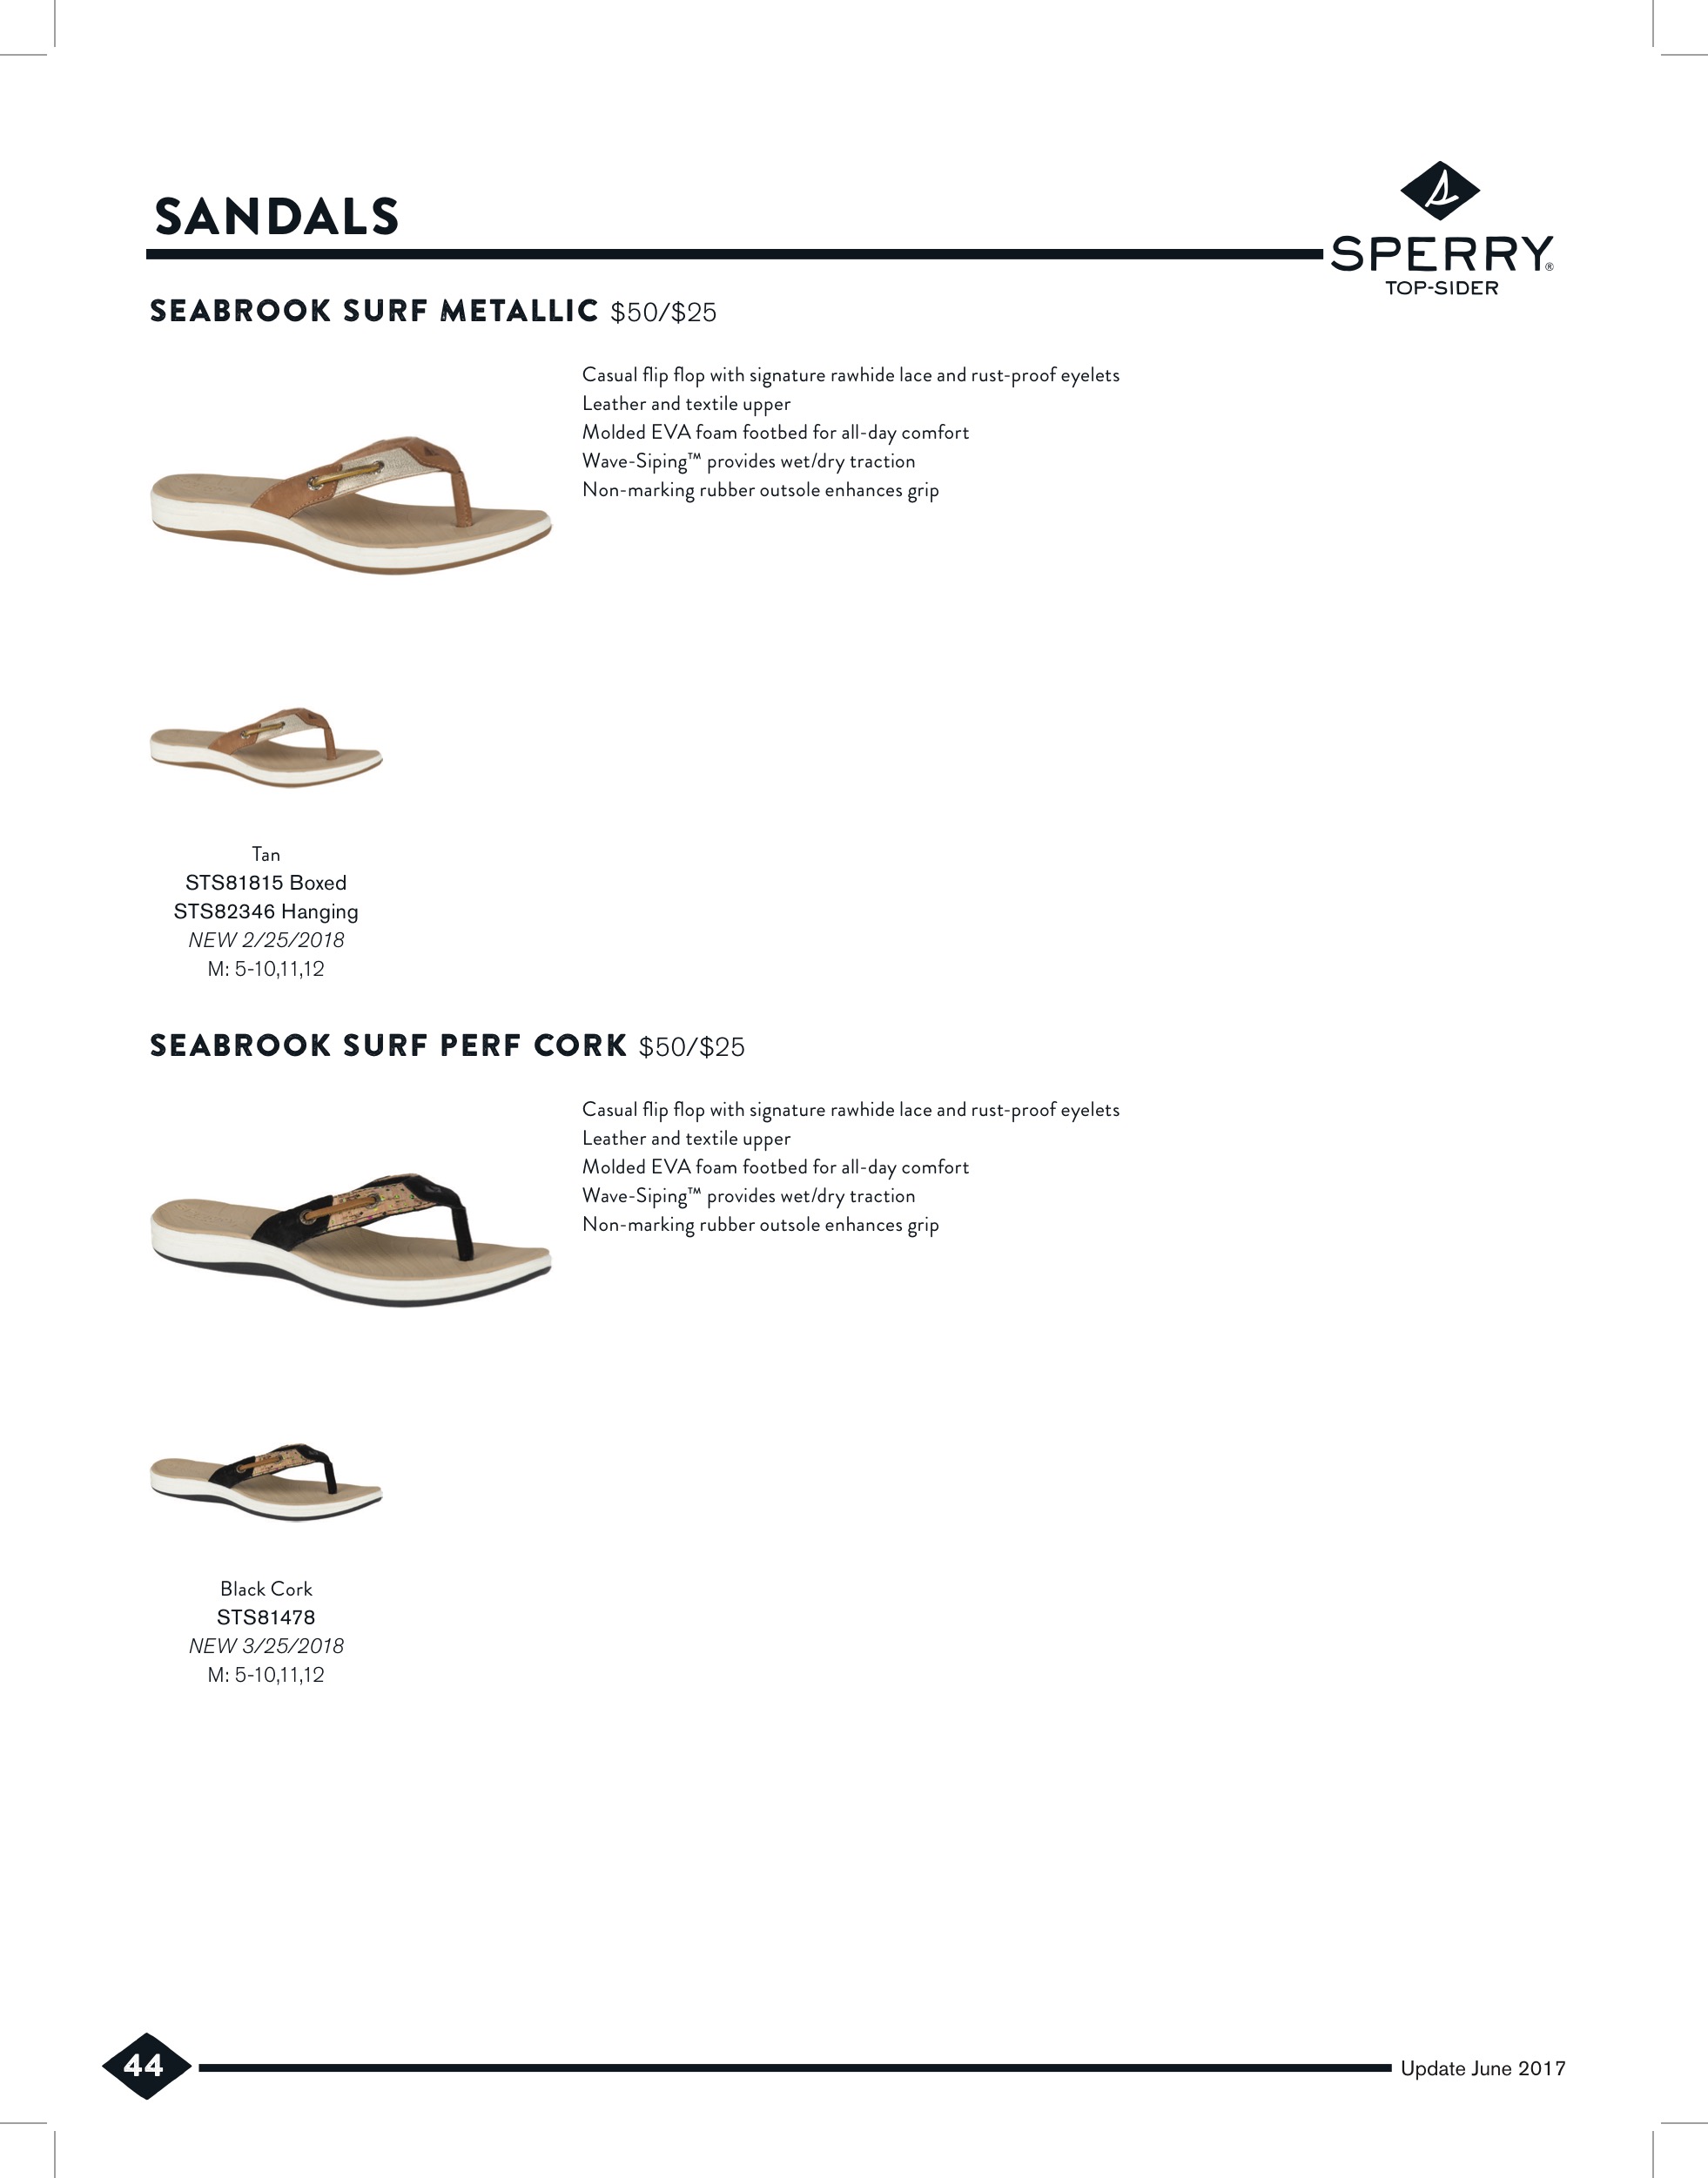 SANDALS
SPERRY®
TOP-SIDER
SEABROOK SURF METALLIC $50/$25
Casual flip flop with signature rawhide lace and rust-proof eyelets
Leather and textile upper
Molded EVA foam footbed for all-day comfort
Wave-Siping™ provides wet/dry traction
Non-marking rubber outsole enhances grip
Tan
STS81815 Boxed
STS82346 Hanging
NEW 2/25/2018
M: 5-10,11,12
SEABROOK SURF PERF CORK $50/$25
Casual flip flop with signature rawhide lace and rust-proof eyelets
Leather and textile upper
Molded EVA foam footbed for all-day comfort
Wave-Siping™ provides wet/dry traction
Non-marking rubber outsole enhances grip
Black Cork
STS81478
NEW 3/25/2018
M: 5-10,11,12
44
Update June 2017